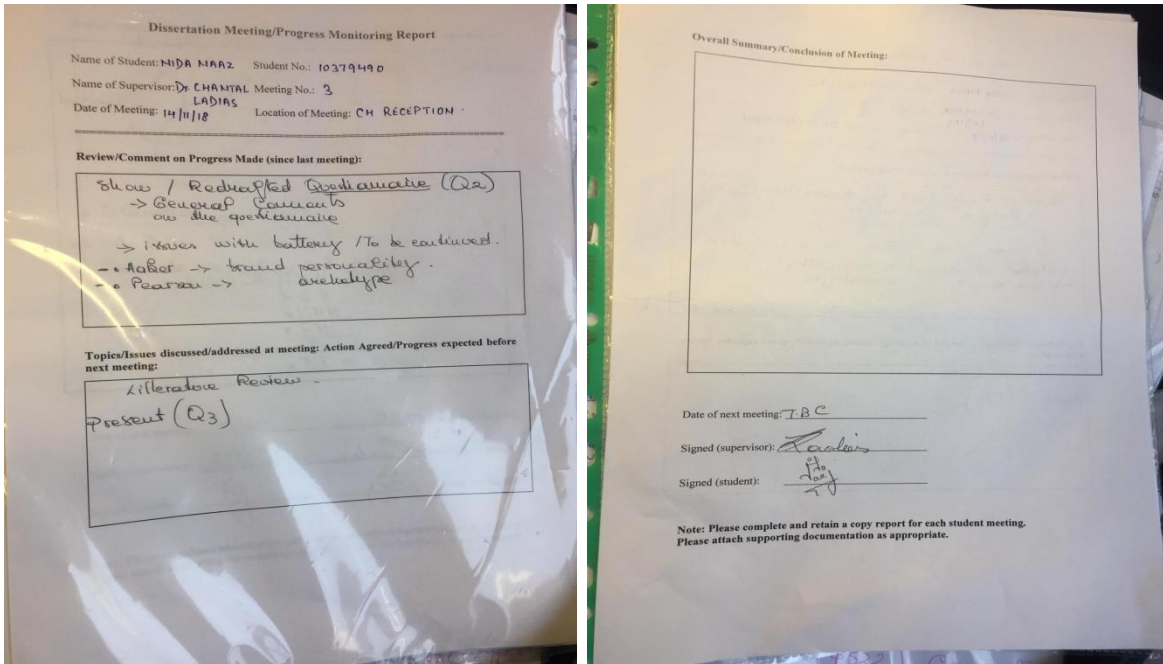 Dissertation Meeting/Progress Monitoring Report
Name of Student: NIDA MAAZ Student No.: 10379490
Name of Supervisor: Dr CHANTAL Meeting No.: 3
LADIAS
Date of Meeting: 14/11/18 Location of Meeting: CH RECEPTION.
Review/Comment on Progress Made (since last meeting):
Show / Redrafted Questionnaire (Q2)
-> General Comments
on the questionnaire
-> issues with battery / To be continued.
- • Aaker -> brand personality.
- • Pearson -> archetype
Topics/Issues discussed/addressed at meeting: Action Agreed/Progress expected before
next meeting:
Litterature Review.
present (Q3)
Overall Summary/Conclusion of Meeting:
Date of next meeting: T.B C
Signed (supervisor): Ladias
Signed (student):
Note: Please complete and retain a copy report for each student meeting.
Please attach supporting documentation as appropriate.